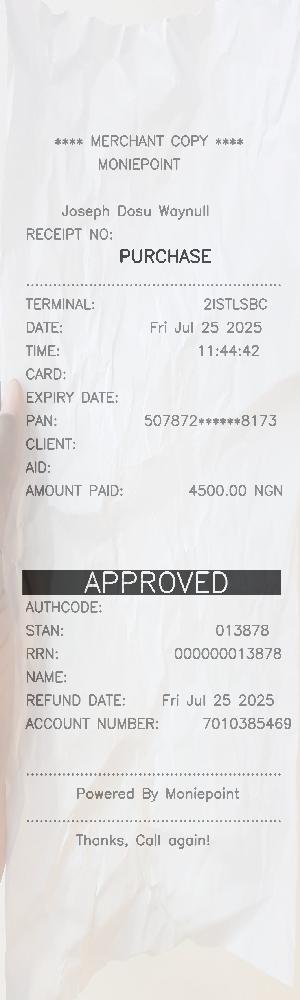 **** MERCHANT COPY ****
MONIEPOINT
Joseph Dosu Waynull
RECEIPT NO:
PURCHASE
TERMINAL: 2ISTLSBC
DATE: Fri Jul 25 2025
TIME: 11:44:42
CARD:
EXPIRY DATE:
PAN: 507872******8173
CLIENT:
AID:
AMOUNT PAID: 4500.00 NGN
APPROVED
AUTHCODE:
STAN: 013878
RRN: 000000013878
NAME:
REFUND DATE: Fri Jul 25 2025
ACCOUNT NUMBER: 7010385469
Powered By Moniepoint
Thanks, Call again!